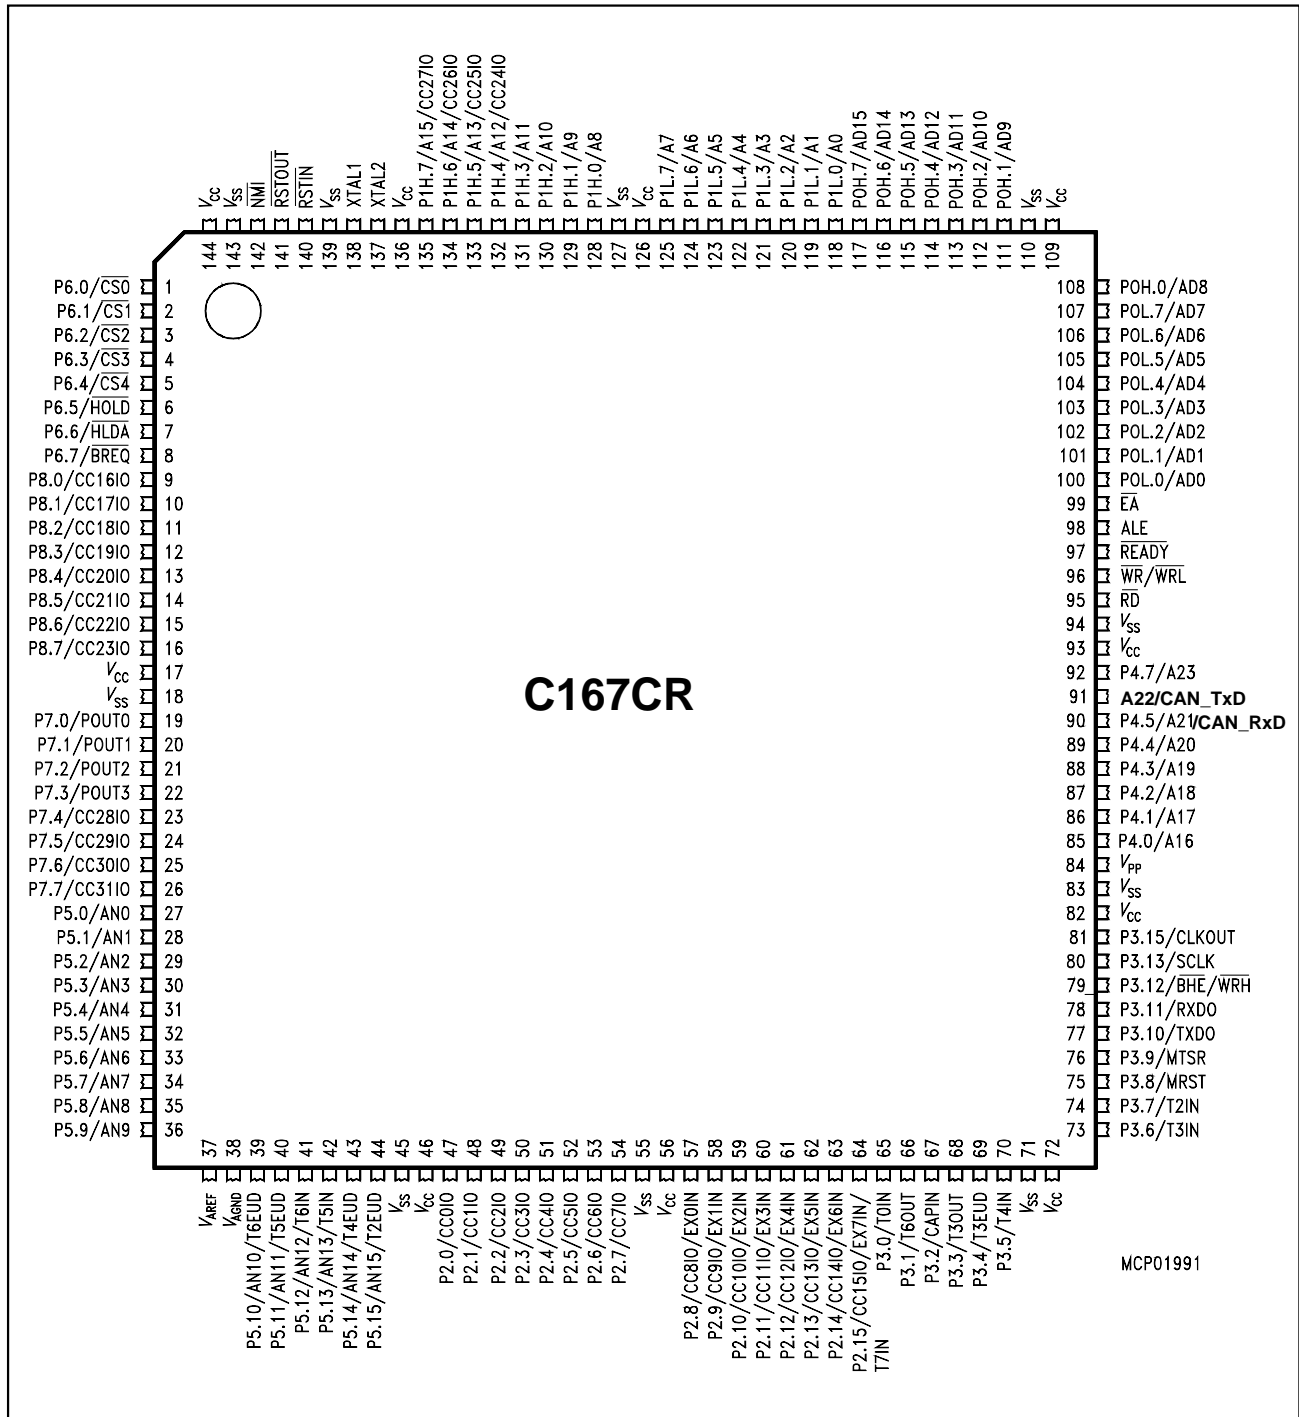 VCC
VSS
NMI
RSTOUT
RSTIN
VSS
XTAL1
XTAL2
VCC
P1H.7/A15/CC27IO
P1H.6/A14/CC26IO
P1H.5/A13/CC25IO
P1H.4/A12/CC24IO
P1H.3/A11
P1H.2/A10
P1H.1/A9
P1H.0/A8
VSS
VCC
P1L.7/A7
P1L.6/A6
P1L.5/A5
P1L.4/A4
P1L.3/A3
P1L.2/A2
P1L.1/A1
P1L.0/A0
P0H.7/AD15
P0H.6/AD14
P0H.5/AD13
P0H.4/AD12
P0H.3/AD11
P0H.2/AD10
P0H.1/AD9
VSS
VCC
144
143
142
141
140
139
138
137
136
135
134
133
132
131
130
129
128
127
126
125
124
123
122
121
120
119
118
117
116
115
114
113
112
111
110
109
P6.0/CS0 1
P6.1/CS1 2
P6.2/CS2 3
P6.3/CS3 4
P6.4/CS4 5
P6.5/HOLD 6
P6.6/HLDA 7
P6.7/BREQ 8
P8.0/CC16IO 9
P8.1/CC17IO 10
P8.2/CC18IO 11
P8.3/CC19IO 12
P8.4/CC20IO 13
P8.5/CC21IO 14
P8.6/CC22IO 15
P8.7/CC23IO 16
VCC 17
VSS 18
P7.0/POUT0 19
P7.1/POUT1 20
P7.2/POUT2 21
P7.3/POUT3 22
P7.4/CC28IO 23
P7.5/CC29IO 24
P7.6/CC30IO 25
P7.7/CC31IO 26
P5.0/AN0 27
P5.1/AN1 28
P5.2/AN2 29
P5.3/AN3 30
P5.4/AN4 31
P5.5/AN5 32
P5.6/AN6 33
P5.7/AN7 34
P5.8/AN8 35
P5.9/AN9 36
C167CR
108 P0H.0/AD8
107 P0L.7/AD7
106 P0L.6/AD6
105 P0L.5/AD5
104 P0L.4/AD4
103 P0L.3/AD3
102 P0L.2/AD2
101 P0L.1/AD1
100 P0L.0/AD0
99 EA
98 ALE
97 READY
96 WR/WRL
95 RD
94 VSS
93 VCC
92 P4.7/A23
91 A22/CAN_TxD
90 P4.5/A21/CAN_RxD
89 P4.4/A20
88 P4.3/A19
87 P4.2/A18
86 P4.1/A17
85 P4.0/A16
84 VPP
83 VSS
82 VCC
81 P3.15/CLKOUT
80 P3.13/SCLK
79 P3.12/BHE/WRH
78 P3.11/RXD0
77 P3.10/TXD0
76 P3.9/MTSR
75 P3.8/MRST
74 P3.7/T2IN
73 P3.6/T3IN
37
38
39
40
41
42
43
44
45
46
47
48
49
50
51
52
53
54
55
56
57
58
59
60
61
62
63
64
65
66
67
68
69
70
71
72
VAREF
VAGND
P5.10/AN10/T6EUD
P5.11/AN11/T5EUD
P5.12/AN12/T6IN
P5.13/AN13/T5IN
P5.14/AN14/T4EUD
P5.15/AN15/T2EUD
VSS
VCC
P2.0/CC0IO
P2.1/CC1IO
P2.2/CC2IO
P2.3/CC3IO
P2.4/CC4IO
P2.5/CC5IO
P2.6/CC6IO
P2.7/CC7IO
VSS
VCC
P2.8/CC8IO/EX0IN
P2.9/CC9IO/EX1IN
P2.10/CC10IO/EX2IN
P2.11/CC11IO/EX3IN
P2.12/CC12IO/EX4IN
P2.13/CC13IO/EX5IN
P2.14/CC14IO/EX6IN
P2.15/CC15IO/EX7IN/
T7IN
P3.0/T0IN
P3.1/T6OUT
P3.2/CAPIN
P3.3/T3OUT
P3.4/T3EUD
P3.5/T4IN
VSS
VCC
MCP01991